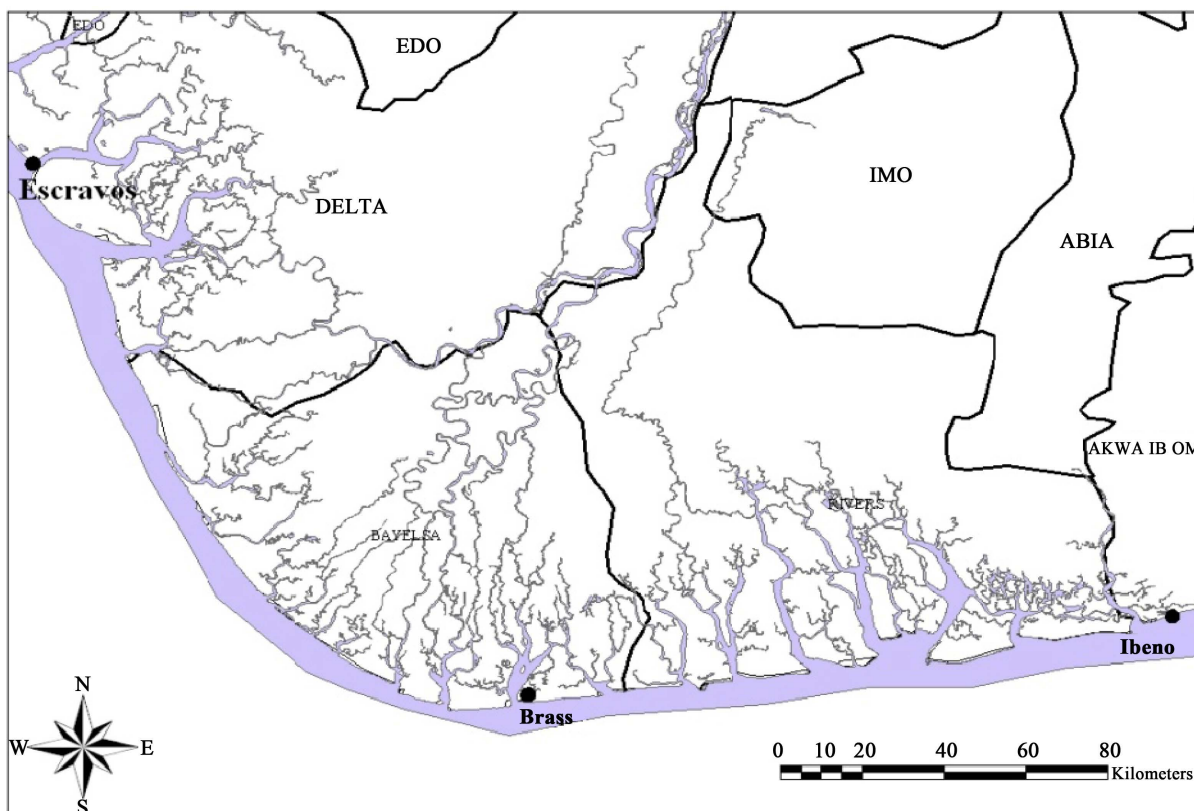 EDO
EDO
Escravos
DELTA
IMO
ABIA
AKWA IB OM
RIVERS
BAYELSA
Ibeno
Brass
N
W E
S
0 10 20 40 60 80
Kilometers